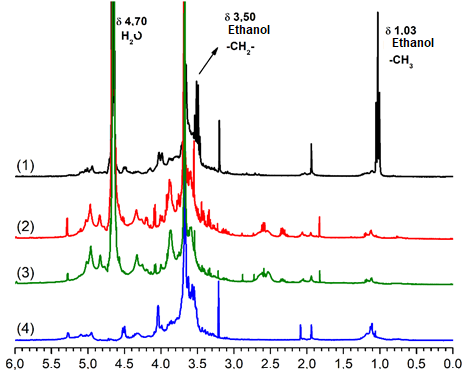 δ 4,70
H₂O
δ 3,50
Ethanol
-CH₂-
δ 1.03
Ethanol
-CH₃
(1)
(2)
(3)
(4)
6,0 5.5 5.0 4.5 4.0 3.5 3.0 2.5 2.0 1.5 1.0 0.5 0.0